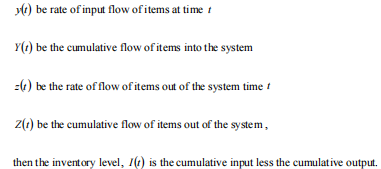 y(t) be rate of input flow of items at time t
Y(t) be the cumulative flow of items into the system
z(t) be the rate of flow of items out of the system time t
Z(t) be the cumulative flow of items out of the system,
then the inventory level, I(t) is the cumulative input less the cumulative output.